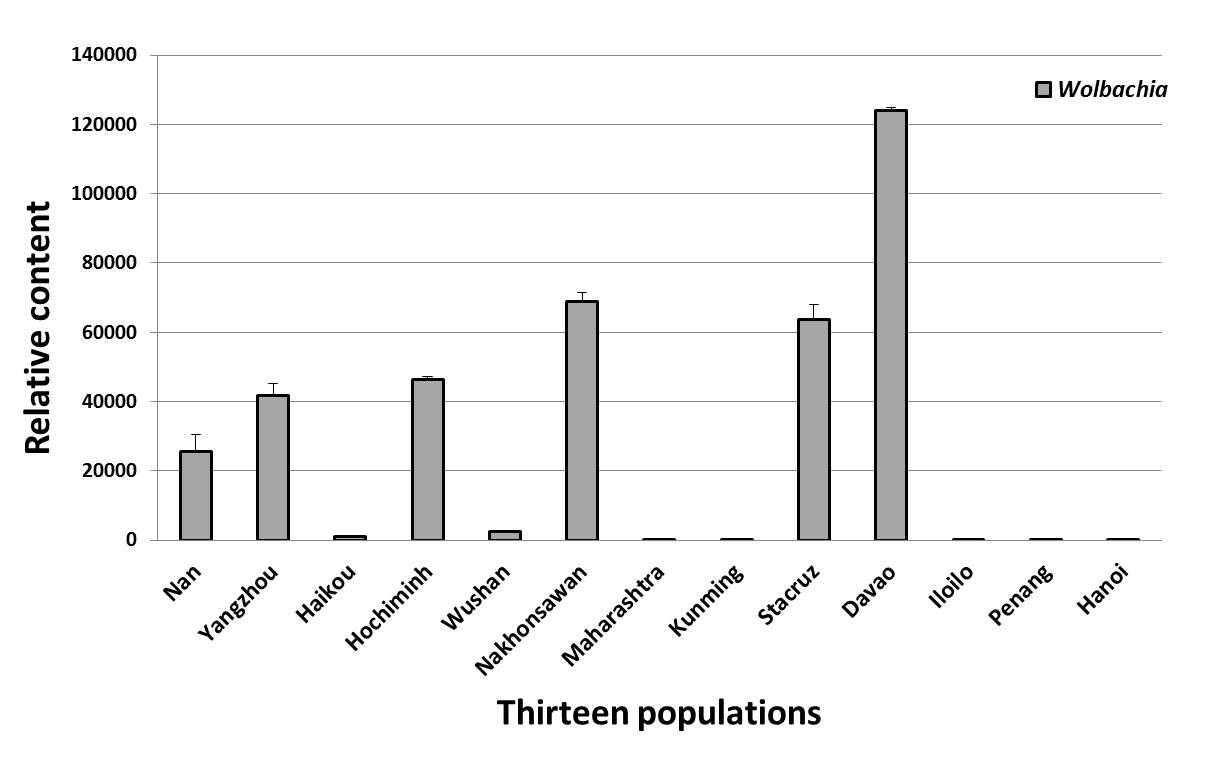 140000
120000
100000
80000
60000
40000
20000
0
Relative content
Wolbachia
Nan
Yangzhou
Haikou
Hochiminh
Wushan
Nakhonsawan
Maharashtra
Kunming
Stacruz
Davao
Iloilo
Penang
Hanoi
Thirteen populations